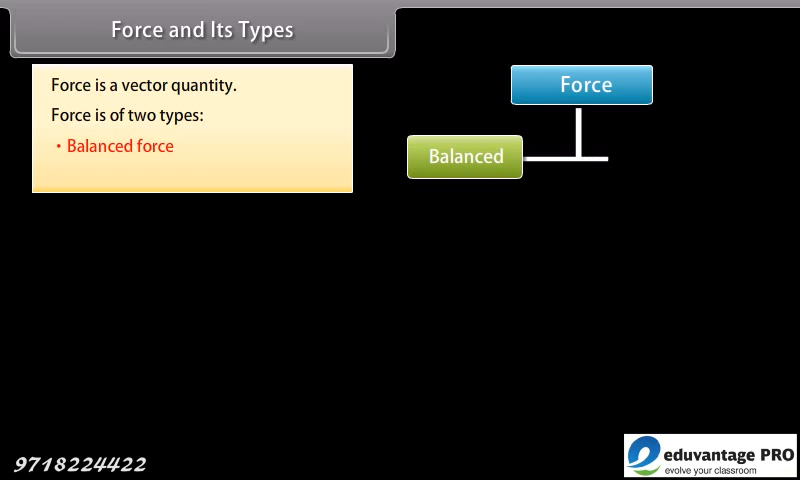 Force and Its Types
Force is a vector quantity.
Force is of two types:
• Balanced force
Force
Balanced
9718224422
eduvantage PRO
evolve your classroom